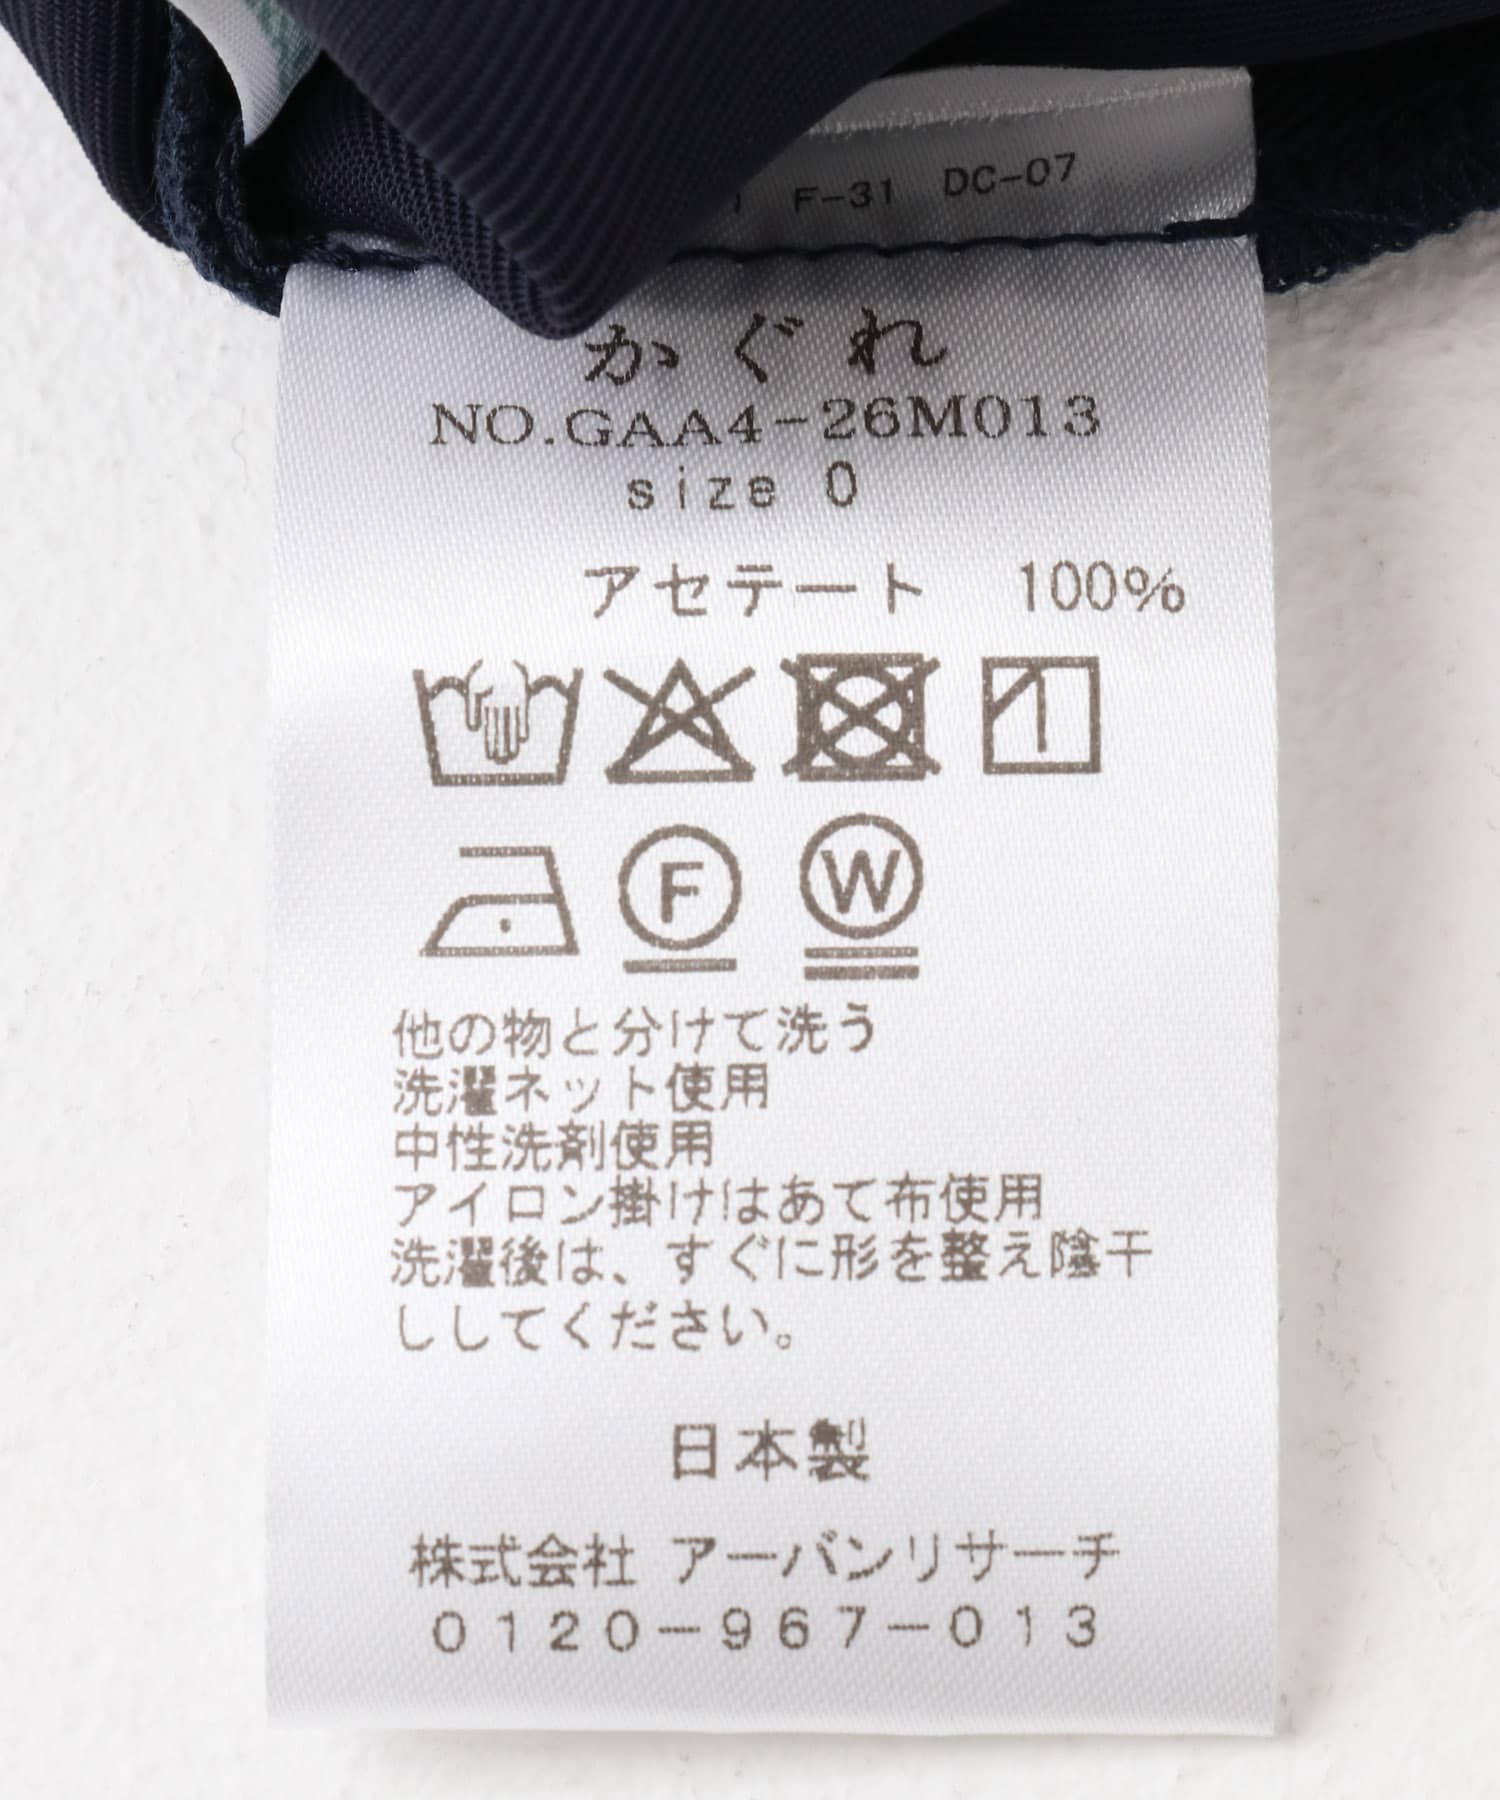 F-31 DC-07
かぐれ
NO.GAA4-26M013
size 0
アセテート 100%
F W
他の物と分けて洗う
洗濯ネット使用
中性洗剤使用
アイロン掛けはあて布使用
洗濯後は、すぐに形を整え陰干
ししてください。
日本製
株式会社 アーバンリサーチ
0120-967-013